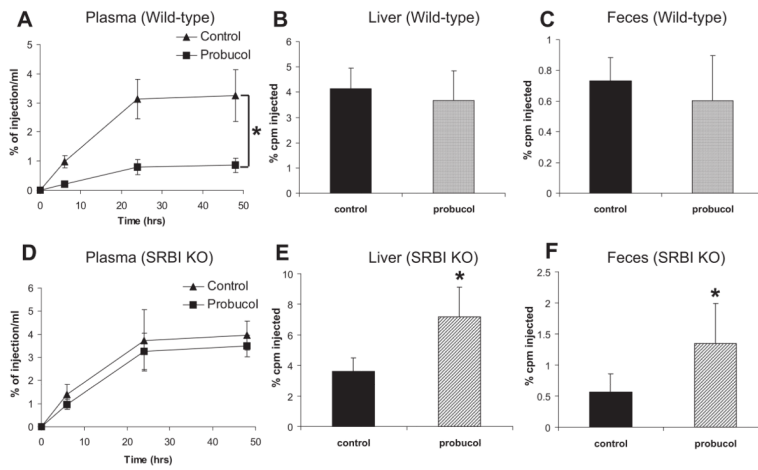 A
Plasma (Wild-type)
Control
Probucol
% of injection/ml
5
4
3
2
1
0
*
0 10 20 30 40 50
Time (hrs)
B
Liver (Wild-type)
% cpm injected
6
5
4
3
2
1
0
control probucol
C
Feces (Wild-type)
% cpm injected
1
0.8
0.6
0.4
0.2
0
control probucol
D
Plasma (SRBI KO)
Control
Probucol
% of injection/ml
6
5
4
3
2
1
0
0 10 20 30 40 50
Time (hrs)
E
Liver (SRBI KO)
% cpm injected
10
8
6
4
2
0
*
control probucol
F
Feces (SRBI KO)
% cpm injected
2.5
2
1.5
1
0.5
0
*
control probucol